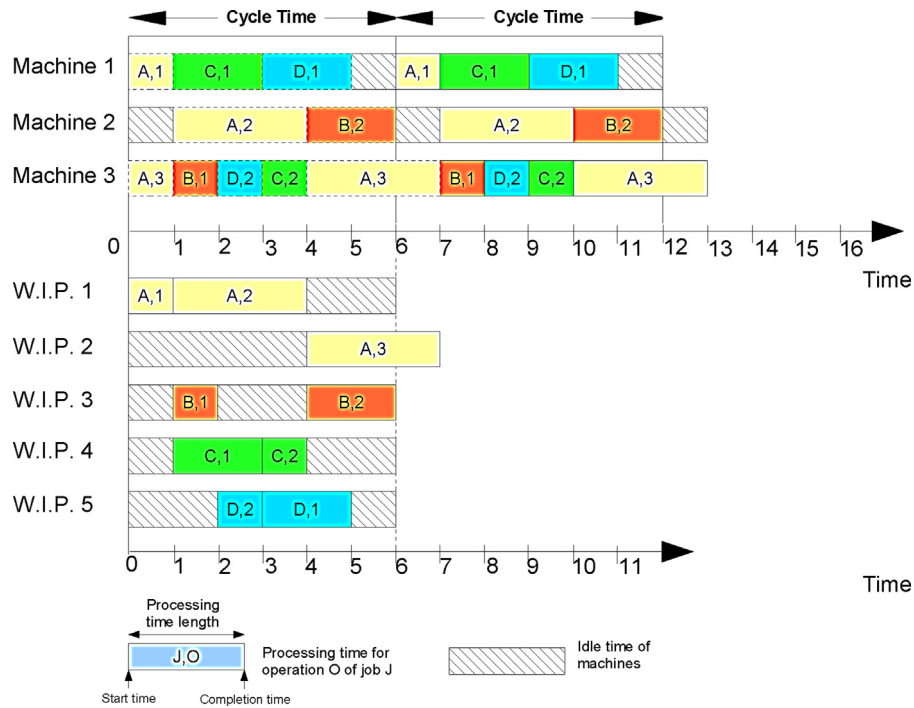 Cycle Time Cycle Time
Machine 1 A,1 C,1 D,1 A,1 C,1 D,1
Machine 2 A,2 B,2 A,2 B,2
Machine 3 A,3 B,1 D,2 C,2 A,3 B,1 D,2 C,2 A,3
0 1 2 3 4 5 6 7 8 9 10 11 12 13 14 15 16
Time
W.I.P. 1 A,1 A,2
W.I.P. 2 A,3
W.I.P. 3 B,1 B,2
W.I.P. 4 C,1 C,2
W.I.P. 5 D,2 D,1
0 1 2 3 4 5 6 7 8 9 10 11
Time
Processing
time length
J,O
Start time Completion time
Processing time for
operation O of job J
Idle time of
machines